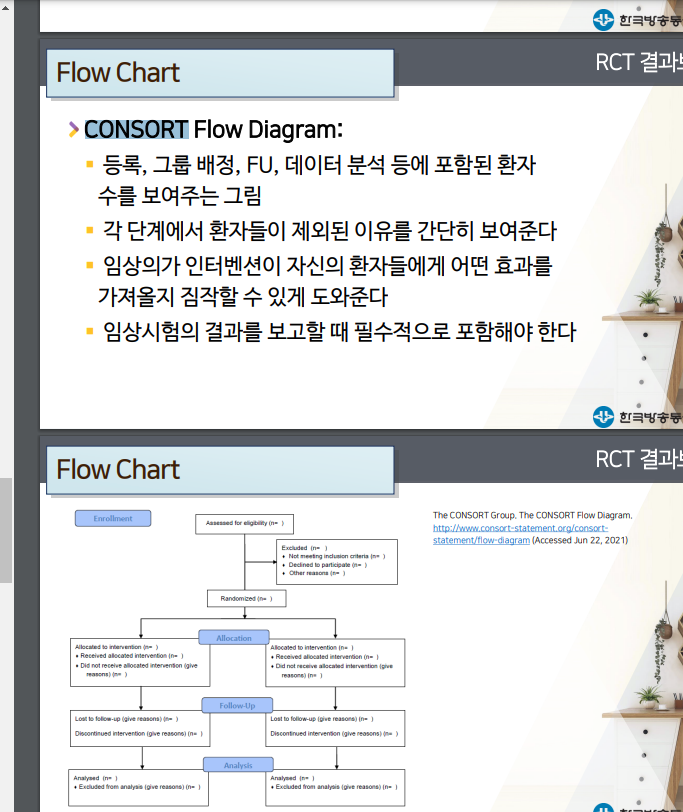 한국방송통
Flow Chart
RCT 결과보
CONSORT Flow Diagram:
등록, 그룹 배정, FU, 데이터 분석 등에 포함된 환자
수를 보여주는 그림
각 단계에서 환자들이 제외된 이유를 간단히 보여준다
임상의가 인터벤션이 자신의 환자들에게 어떤 효과를
가져올지 짐작할 수 있게 도와준다
임상시험의 결과를 보고할 때 필수적으로 포함해야 한다
한국방송통
Flow Chart
RCT 결과보
The CONSORT Group, The CONSORT Flow Diagram,
http://www.consort-statement.org/consort-
statement/flow-diagram (Accessed Jun 22, 2021)
Enrollment
Assessed for eligibility (n= )
Excluded (n= )
♦ Not meeting inclusion criteria (n= )
♦ Declined to participate (n= )
♦ Other reasons (n= )
Randomized (n= )
Allocation
Allocated to intervention (n= )
♦ Received allocated intervention (n= )
♦ Did not receive allocated intervention (give
reasons) (n= )
Allocated to intervention (n= )
♦ Received allocated intervention (n= )
♦ Did not receive allocated intervention (give
reasons) (n= )
Follow-Up
Lost to follow-up (give reasons) (n= )
Discontinued intervention (give reasons) (n= )
Lost to follow-up (give reasons) (n= )
Discontinued intervention (give reasons) (n= )
Analysis
Analysed (n= )
♦ Excluded from analysis (give reasons) (n= )
Analysed (n= )
♦ Excluded from analysis (give reasons) (n= )